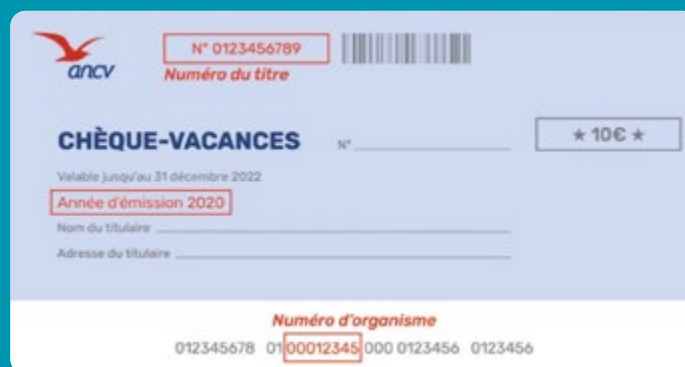 ancv
N° 0123456789
Numéro du titre
CHÈQUE-VACANCES N°
★ 10€ ★
Valable jusqu'au 31 décembre 2022
Année d'émission 2020
Nom du titulaire
Adresse du titulaire
Numéro d'organisme
012345678 01 00012345 000 0123456 0123456